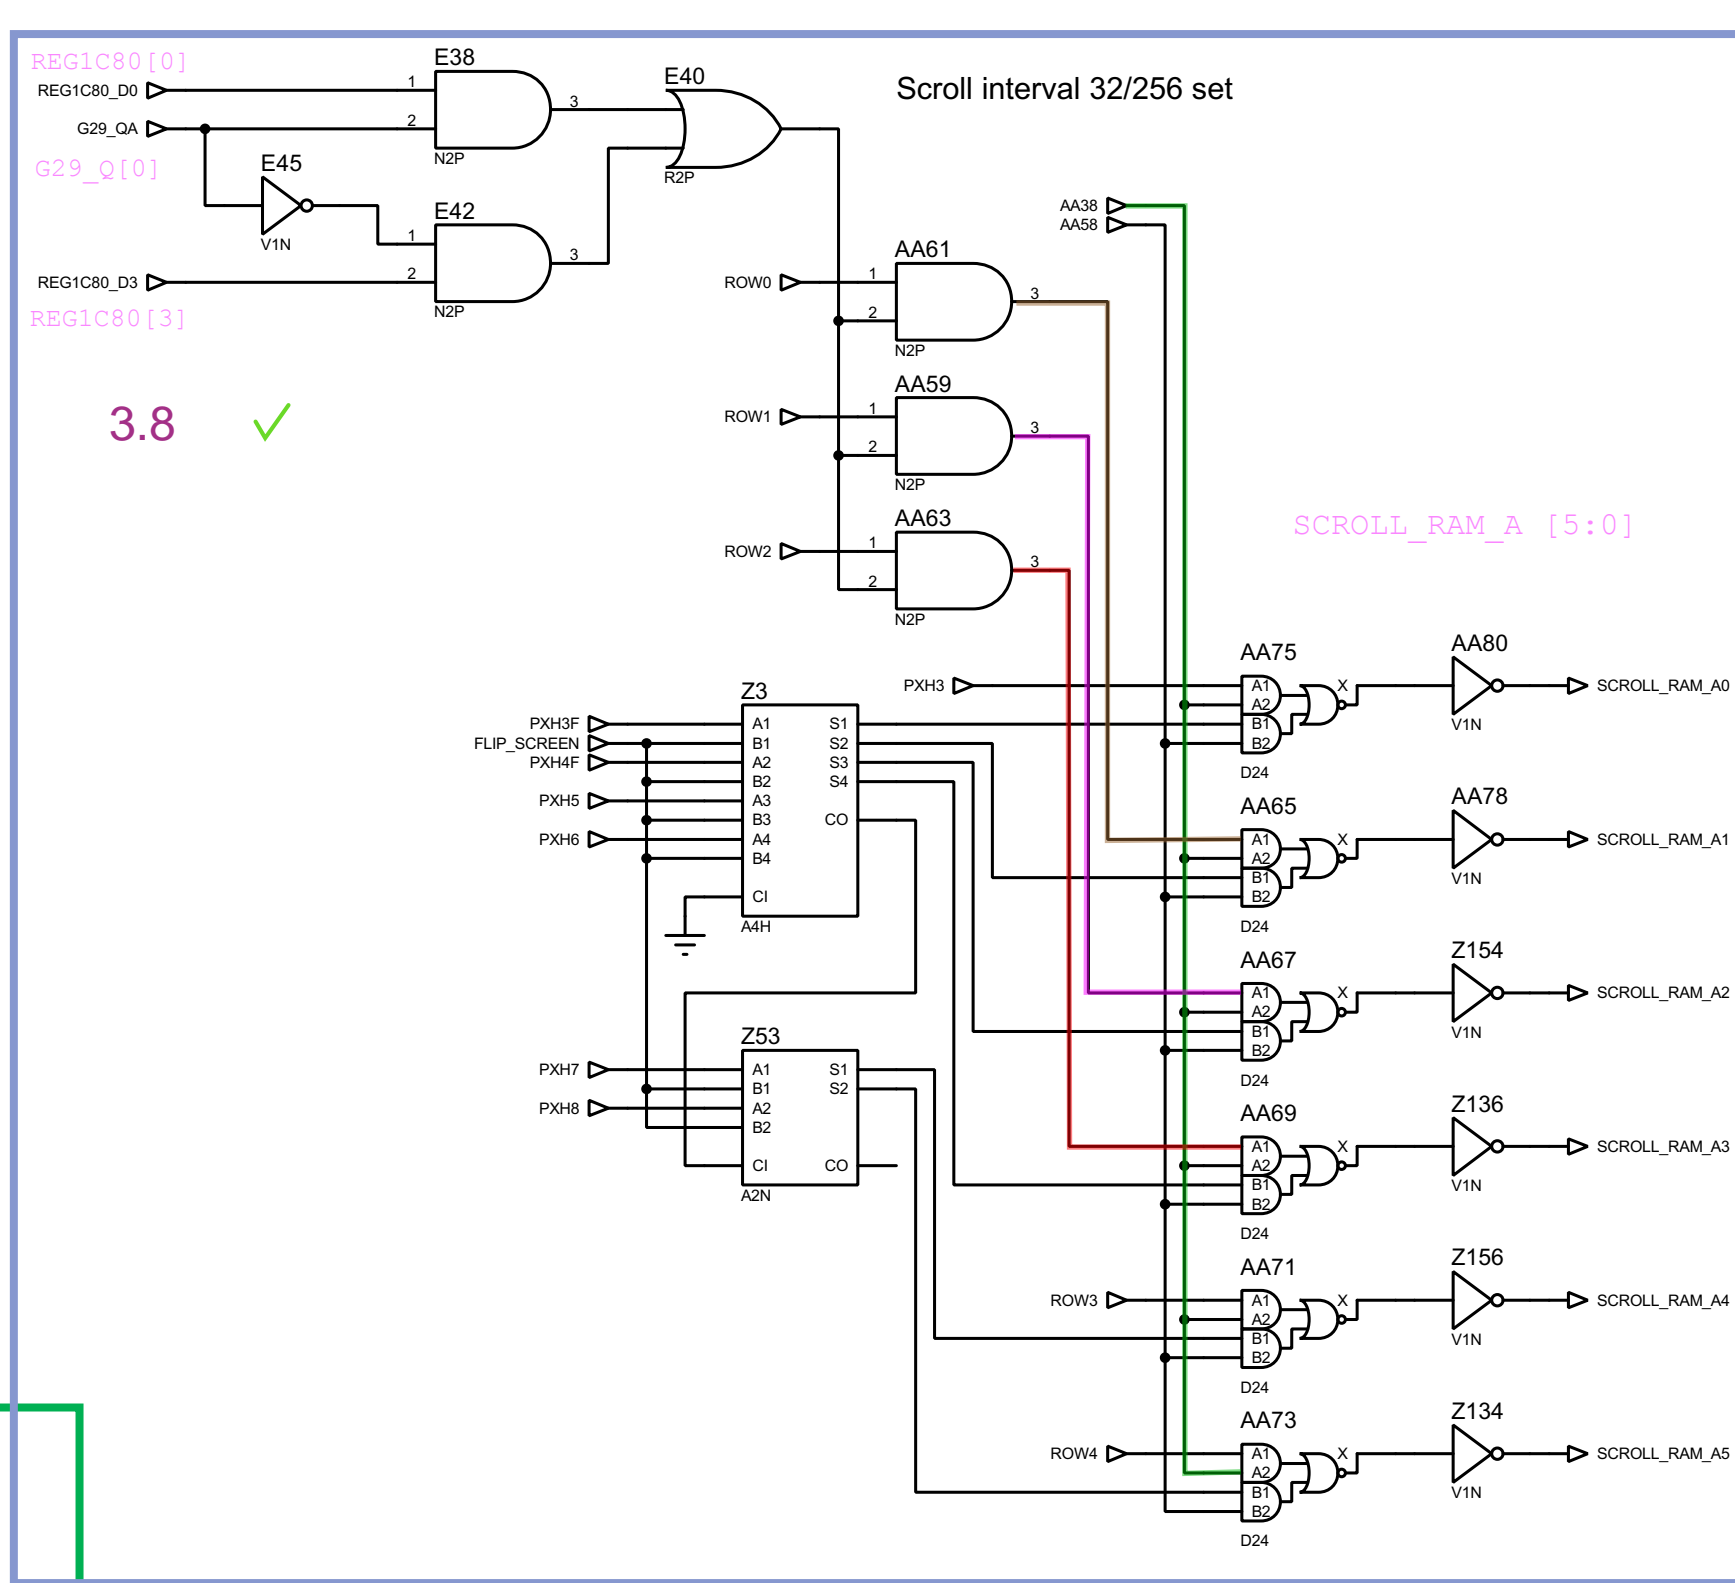 REG1C80[0]
REG1C80_D0
G29_QA
G29_Q[0]
E45
V1N
REG1C80_D3
REG1C80[3]
E38
1
2
3
N2P
E42
1
2
3
N2P
E40
R2P
Scroll interval 32/256 set
3.8
AA38
AA58
AA61
ROW0
1
2
3
N2P
AA59
ROW1
1
2
3
N2P
AA63
ROW2
1
2
3
N2P
SCROLL_RAM_A [5:0]
Z3
PXH3F
FLIP_SCREEN
PXH4F
PXH5
PXH6
A1 S1
B1 S2
A2 S3
B2 S4
A3
B3 CO
A4
B4
CI
A4H
Z53
PXH7
PXH8
A1 S1
B1 S2
A2
B2
CI CO
A2N
PXH3
AA75
A1 X
A2
B1
B2
D24
AA80
V1N
SCROLL_RAM_A0
AA65
A1 X
A2
B1
B2
D24
AA78
V1N
SCROLL_RAM_A1
AA67
A1 X
A2
B1
B2
D24
Z154
V1N
SCROLL_RAM_A2
AA69
A1 X
A2
B1
B2
D24
Z136
V1N
SCROLL_RAM_A3
AA71
ROW3
A1 X
A2
B1
B2
D24
Z156
V1N
SCROLL_RAM_A4
AA73
ROW4
A1 X
A2
B1
B2
D24
Z134
V1N
SCROLL_RAM_A5